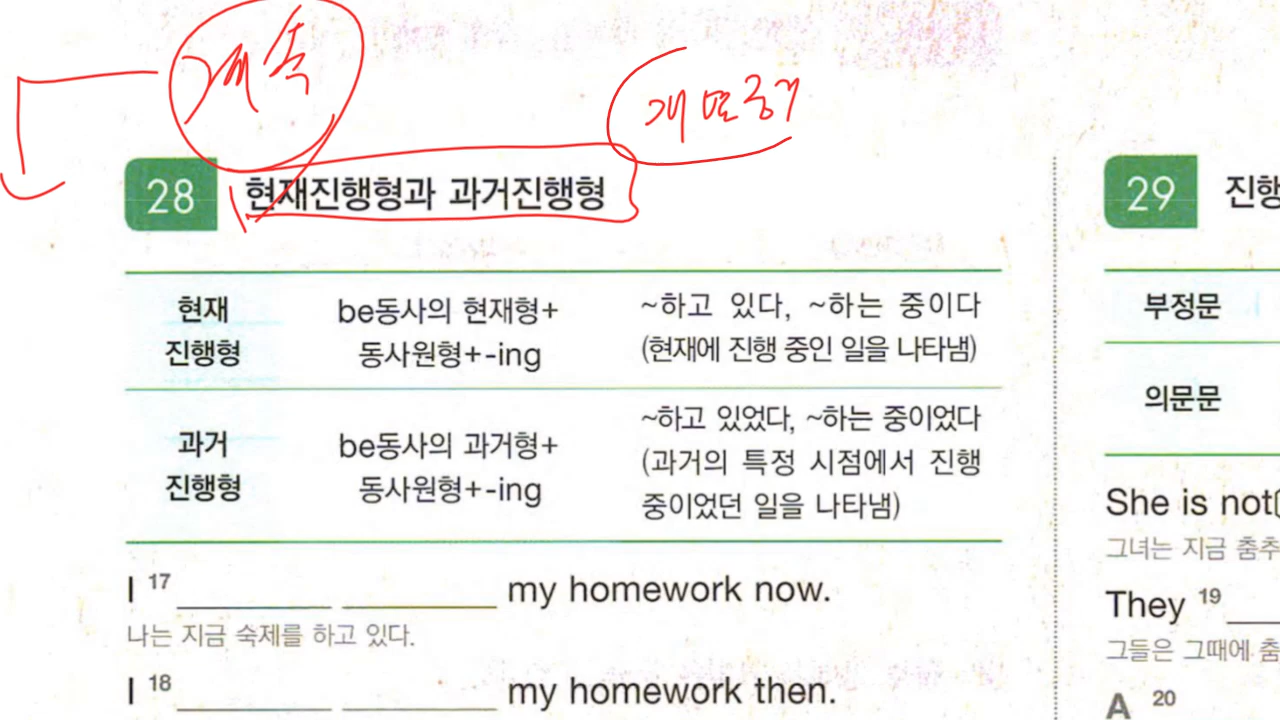 계속
개념공개
28 현재진행형과 과거진행형
현재
진행형
be동사의 현재형+
동사원형+-ing
~하고 있다, ~하는 중이다
(현재에 진행 중인 일을 나타냄)
과거
진행형
be동사의 과거형+
동사원형+-ing
~하고 있었다, ~하는 중이었다
(과거의 특정 시점에서 진행
중이었던 일을 나타냄)
I 17 my homework now.
나는 지금 숙제를 하고 있다.
I 18 my homework then.
29 진행
부정문
의문문
She is not
그녀는 지금 춤추
They 19
그들은 그때에 춤
A 20